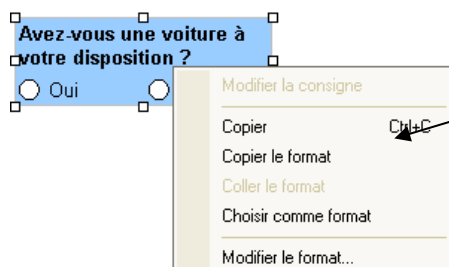 Avez-vous une voiture à
votre disposition ?
Oui
Modifier la consigne
Copier Ctrl+C
Copier le format
Coller le format
Choisir comme format
Modifier le format...